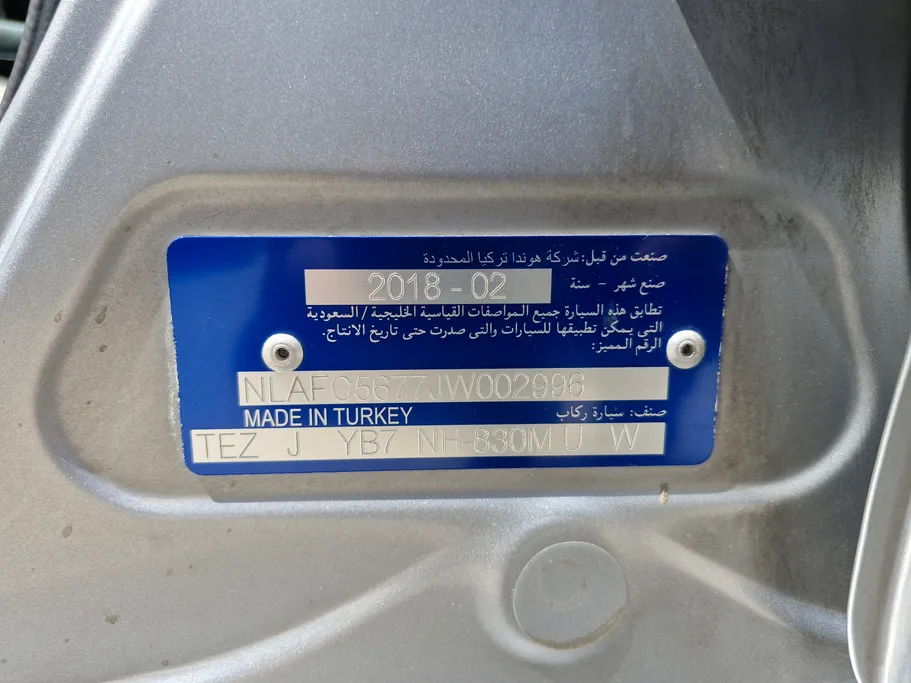 صنعت من قبل: شركة هوندا تركيا المحدودة
صنع شهر - سنة 2018 - 02
تطابق هذه السيارة جميع المواصفات القياسية الخليجية / السعودية
التي يمكن تطبيقها للسيارات والتى صدرت حتى تاريخ الانتاج.
الرقم المميز:
NLAFC5677JW002996
MADE IN TURKEY صنف: سيارة ركاب
TEZ J YB7 NH-830M U W